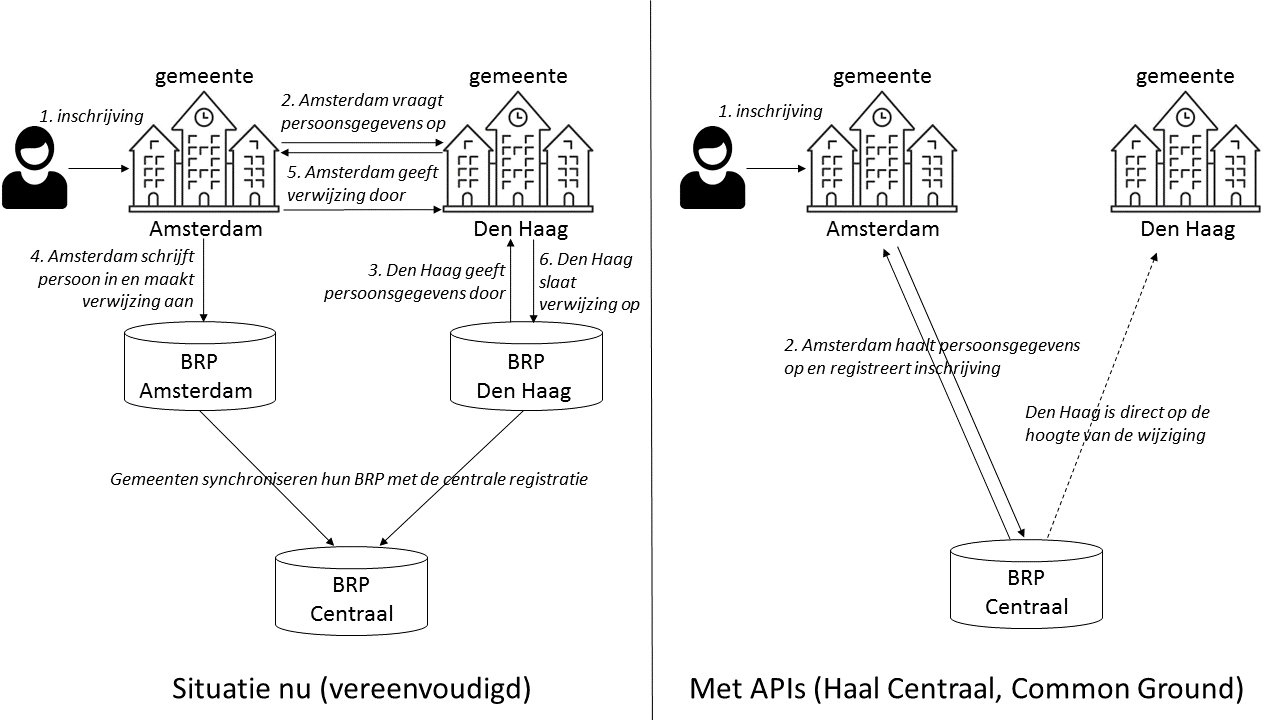 gemeente
gemeente
1. inschrijving
2. Amsterdam vraagt
persoonsgegevens op
5. Amsterdam geeft
verwijzing door
Amsterdam
Den Haag
4. Amsterdam schrijft
persoon in en maakt
verwijzing aan
3. Den Haag geeft
persoonsgegevens door
6. Den Haag
slaat
verwijzing op
BRP
Amsterdam
BRP
Den Haag
Gemeenten synchroniseren hun BRP met de centrale registratie
BRP
Centraal
Situatie nu (vereenvoudigd)
gemeente
gemeente
1. inschrijving
Amsterdam
Den Haag
2. Amsterdam haalt persoonsgegevens
op en registreert inschrijving
Den Haag is direct op de
hoogte van de wijziging
BRP
Centraal
Met APIs (Haal Centraal, Common Ground)